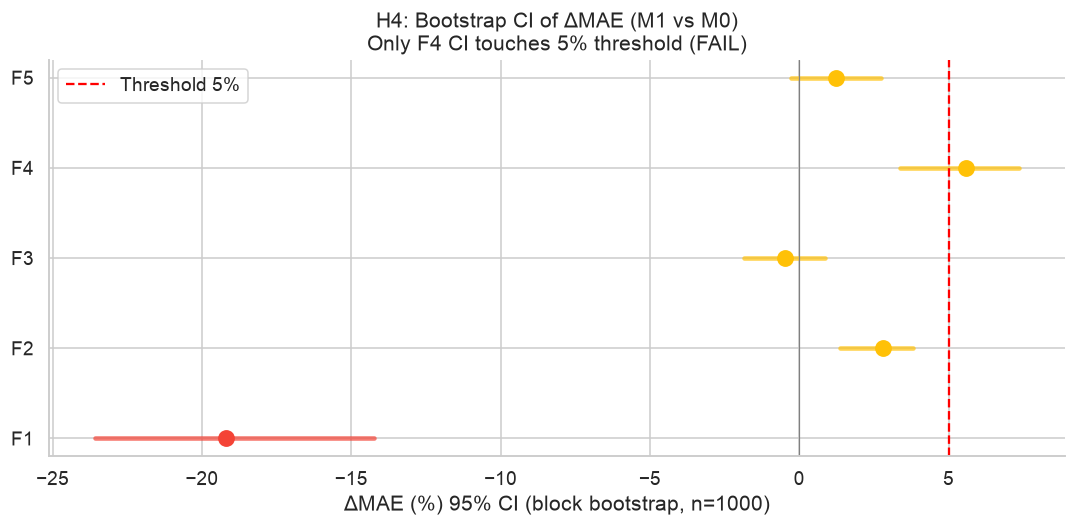 H4: Bootstrap CI of ΔMAE (M1 vs M0)
Only F4 CI touches 5% threshold (FAIL)
Threshold 5%
F5
F4
F3
F2
F1
−25 −20 −15 −10 −5 0 5
ΔMAE (%) 95% CI (block bootstrap, n=1000)